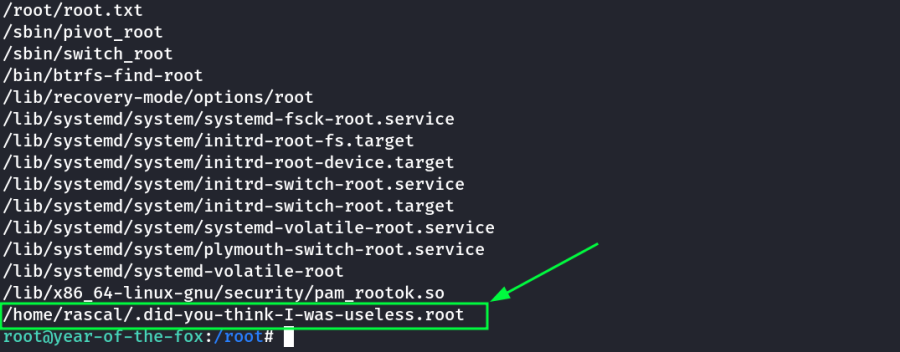 /root/root.txt
/sbin/pivot_root
/sbin/switch_root
/bin/btrfs-find-root
/lib/recovery-mode/options/root
/lib/systemd/system/systemd-fsck-root.service
/lib/systemd/system/initrd-root-fs.target
/lib/systemd/system/initrd-root-device.target
/lib/systemd/system/initrd-switch-root.service
/lib/systemd/system/initrd-switch-root.target
/lib/systemd/system/systemd-volatile-root.service
/lib/systemd/system/plymouth-switch-root.service
/lib/systemd/systemd-volatile-root
/lib/x86_64-linux-gnu/security/pam_rootok.so
/home/rascal/.did-you-think-I-was-useless.root
root@year-of-the-fox:/root#